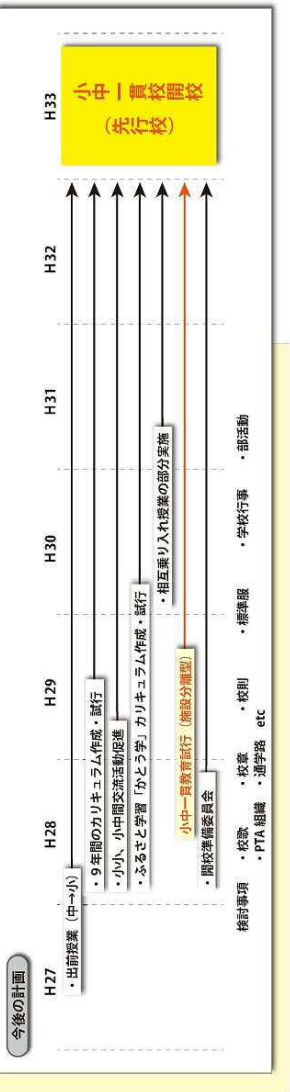 今後の計画
H27 H28 H29 H30 H31 H32 H33
・出前授業（中→小）
・9年間のカリキュラム作成・試行
・小小、小中間交流活動促進
・ふるさと学習「かとう学」カリキュラム作成・試行
・相互乗り入れ授業の部分実施
小中一貫教育試行（施設分離型）
・開校準備委員会
小中一貫校開校
（先行校）
検討事項 ・校歌 ・校章 ・校則 ・標準服 ・学校行事 ・部活動
・PTA 組織 ・通学路 etc